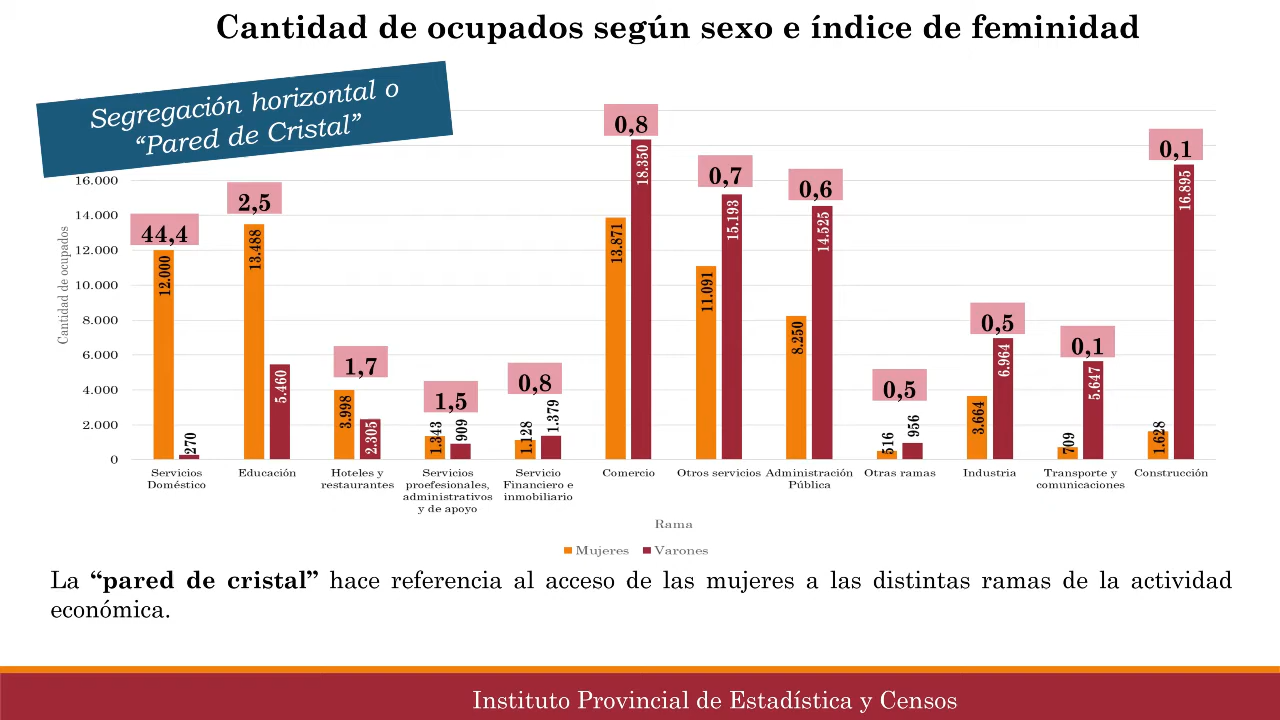 Cantidad de ocupados según sexo e índice de feminidad
Segregación horizontal o
“Pared de Cristal”
Cantidad de ocupados
16.000
14.000
12.000
10.000
8.000
6.000
4.000
2.000
0
44,4
2,5
1,7
1,5
0,8
0,8
0,7
0,6
0,5
0,5
0,1
0,1
12.000
270
13.488
5.460
3.998
2.305
1.343
909
1.128
1.379
13.871
18.350
11.091
15.193
8.250
14.525
516
956
3.664
6.964
709
5.647
1.628
16.895
Servicios
Doméstico
Educación
Hoteles y
restaurantes
Servicios
proefesionales,
administrativos
y de apoyo
Servicio
Financiero e
inmobiliario
Comercio
Otros servicios
Administración
Pública
Otras ramas
Industria
Transporte y
comunicaciones
Construcción
Rama
Mujeres
Varones
La “pared de cristal” hace referencia al acceso de las mujeres a las distintas ramas de la actividad
económica.
Instituto Provincial de Estadística y Censos